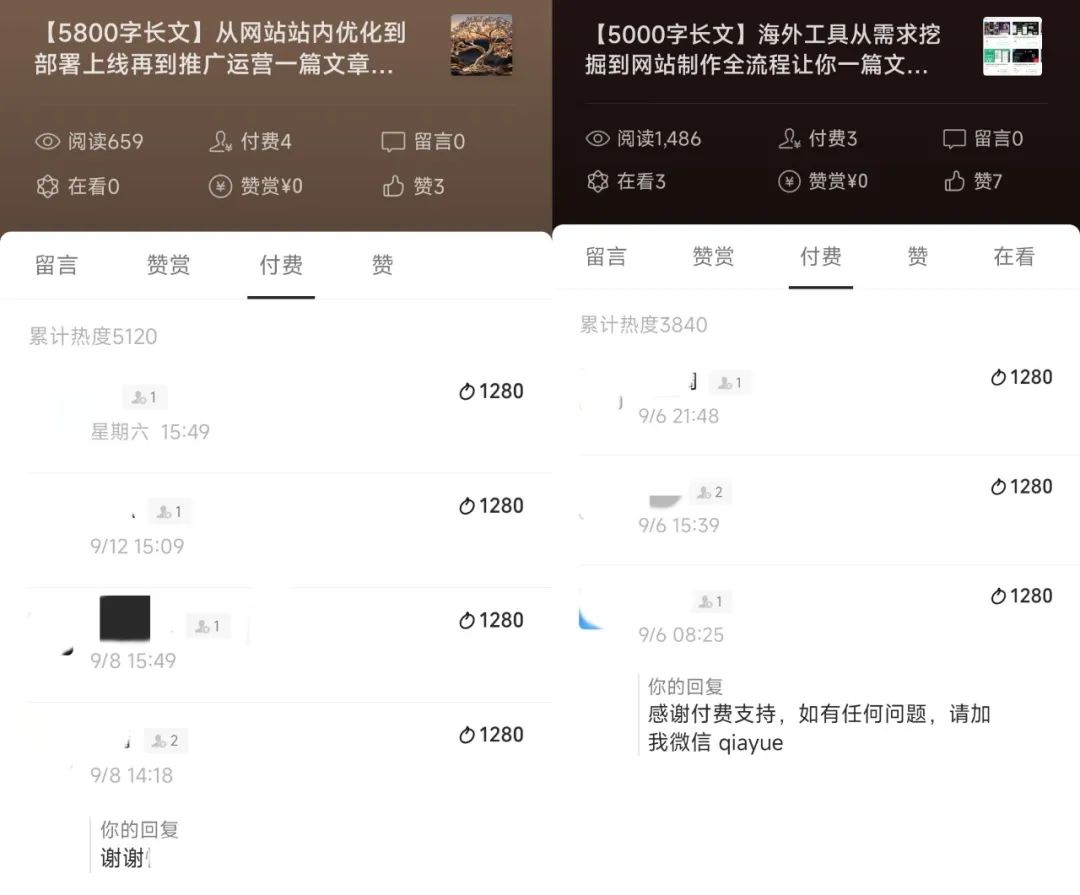 【5800字长文】从网站站内优化到
部署上线再到推广运营一篇文章...
阅读659
付费4
留言0
在看0
赞赏¥0
赞3
留言
赞赏
付费
赞
累计热度5120
1
1280
星期六 15:49
1
1280
9/12 15:09
1
1280
9/8 15:49
2
1280
9/8 14:18
你的回复
谢谢
【5000字长文】海外工具从需求挖
掘到网站制作全流程让你一篇文...
阅读1,486
付费3
留言0
在看3
赞赏¥0
赞7
留言
赞赏
付费
赞
在看
累计热度3840
1
1280
9/6 21:48
2
1280
9/6 15:39
1
1280
9/6 08:25
你的回复
感谢付费支持，如有任何问题，请加
我微信 qiayue